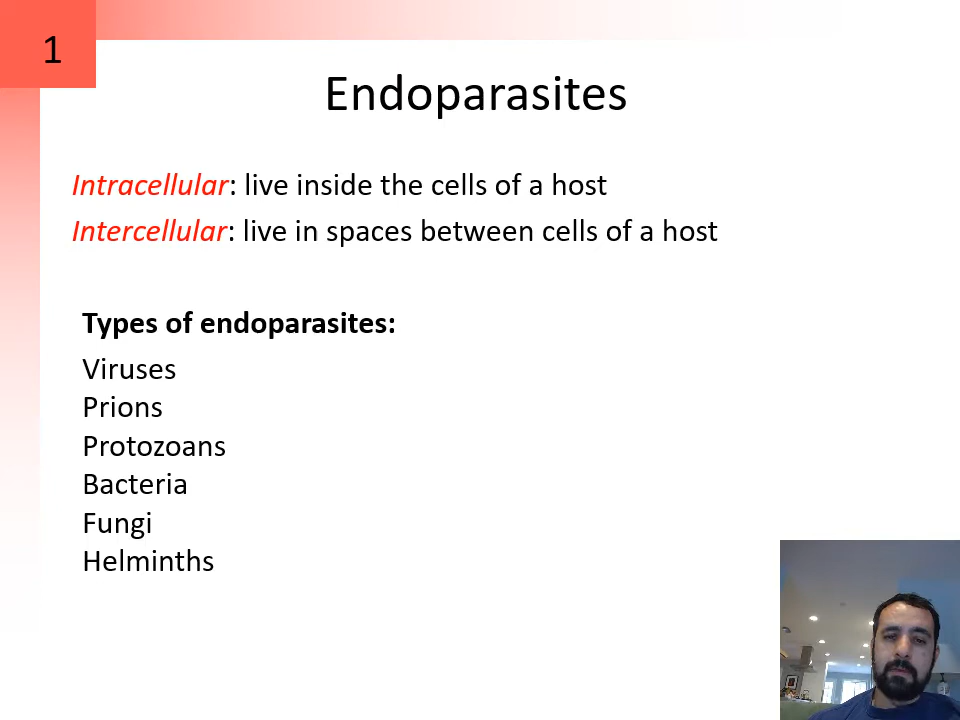 1
Endoparasites
Intracellular: live inside the cells of a host
Intercellular: live in spaces between cells of a host
Types of endoparasites:
Viruses
Prions
Protozoans
Bacteria
Fungi
Helminths